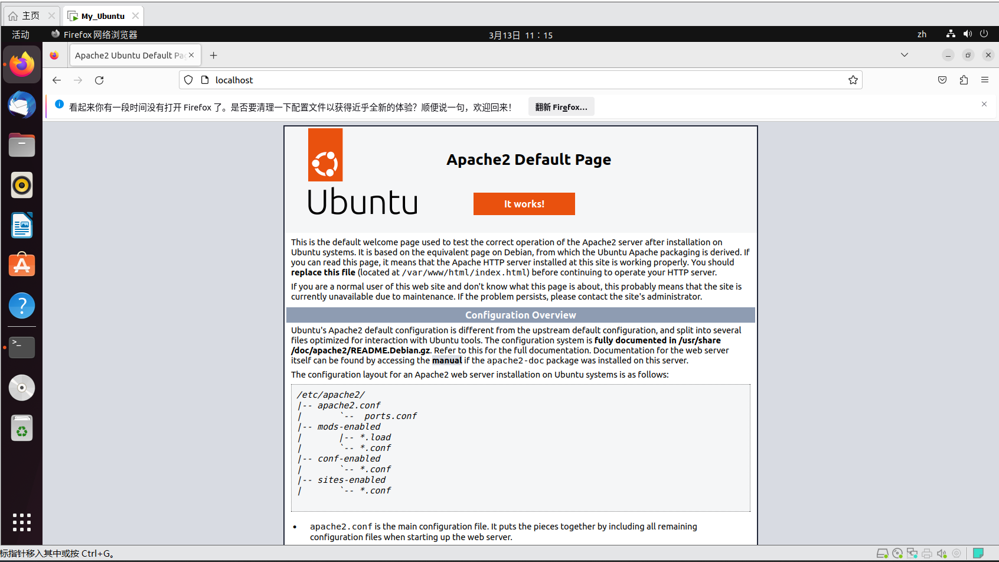 主页
My_Ubuntu
活动
Firefox 网络浏览器
3月13日 11：15
zh
Apache2 Ubuntu Default Pag
localhost
看起来你有一段时间没有打开 Firefox 了。是否要清理一下配置文件以获得近乎全新的体验？顺便说一句，欢迎回来！
翻新 Firefox…
Apache2 Default Page
Ubuntu
It works!
This is the default welcome page used to test the correct operation of the Apache2 server after installation on
Ubuntu systems. It is based on the equivalent page on Debian, from which the Ubuntu Apache packaging is derived. If
you can read this page, it means that the Apache HTTP server installed at this site is working properly. You should
replace this file (located at /var/www/html/index.html) before continuing to operate your HTTP server.
If you are a normal user of this web site and don't know what this page is about, this probably means that the site is
currently unavailable due to maintenance. If the problem persists, please contact the site's administrator.
Configuration Overview
Ubuntu's Apache2 default configuration is different from the upstream default configuration, and split into several
files optimized for interaction with Ubuntu tools. The configuration system is fully documented in /usr/share
/doc/apache2/README.Debian.gz. Refer to this for the full documentation. Documentation for the web server
itself can be found by accessing the manual if the apache2-doc package was installed on this server.
The configuration layout for an Apache2 web server installation on Ubuntu systems is as follows:
/etc/apache2/
|-- apache2.conf
|       `--  ports.conf
|-- mods-enabled
|       |-- *.load
|       `-- *.conf
|-- conf-enabled
|       `-- *.conf
|-- sites-enabled
|       `-- *.conf
• apache2.conf is the main configuration file. It puts the pieces together by including all remaining
configuration files when starting up the web server.
标指针移入其中或按 Ctrl+G。